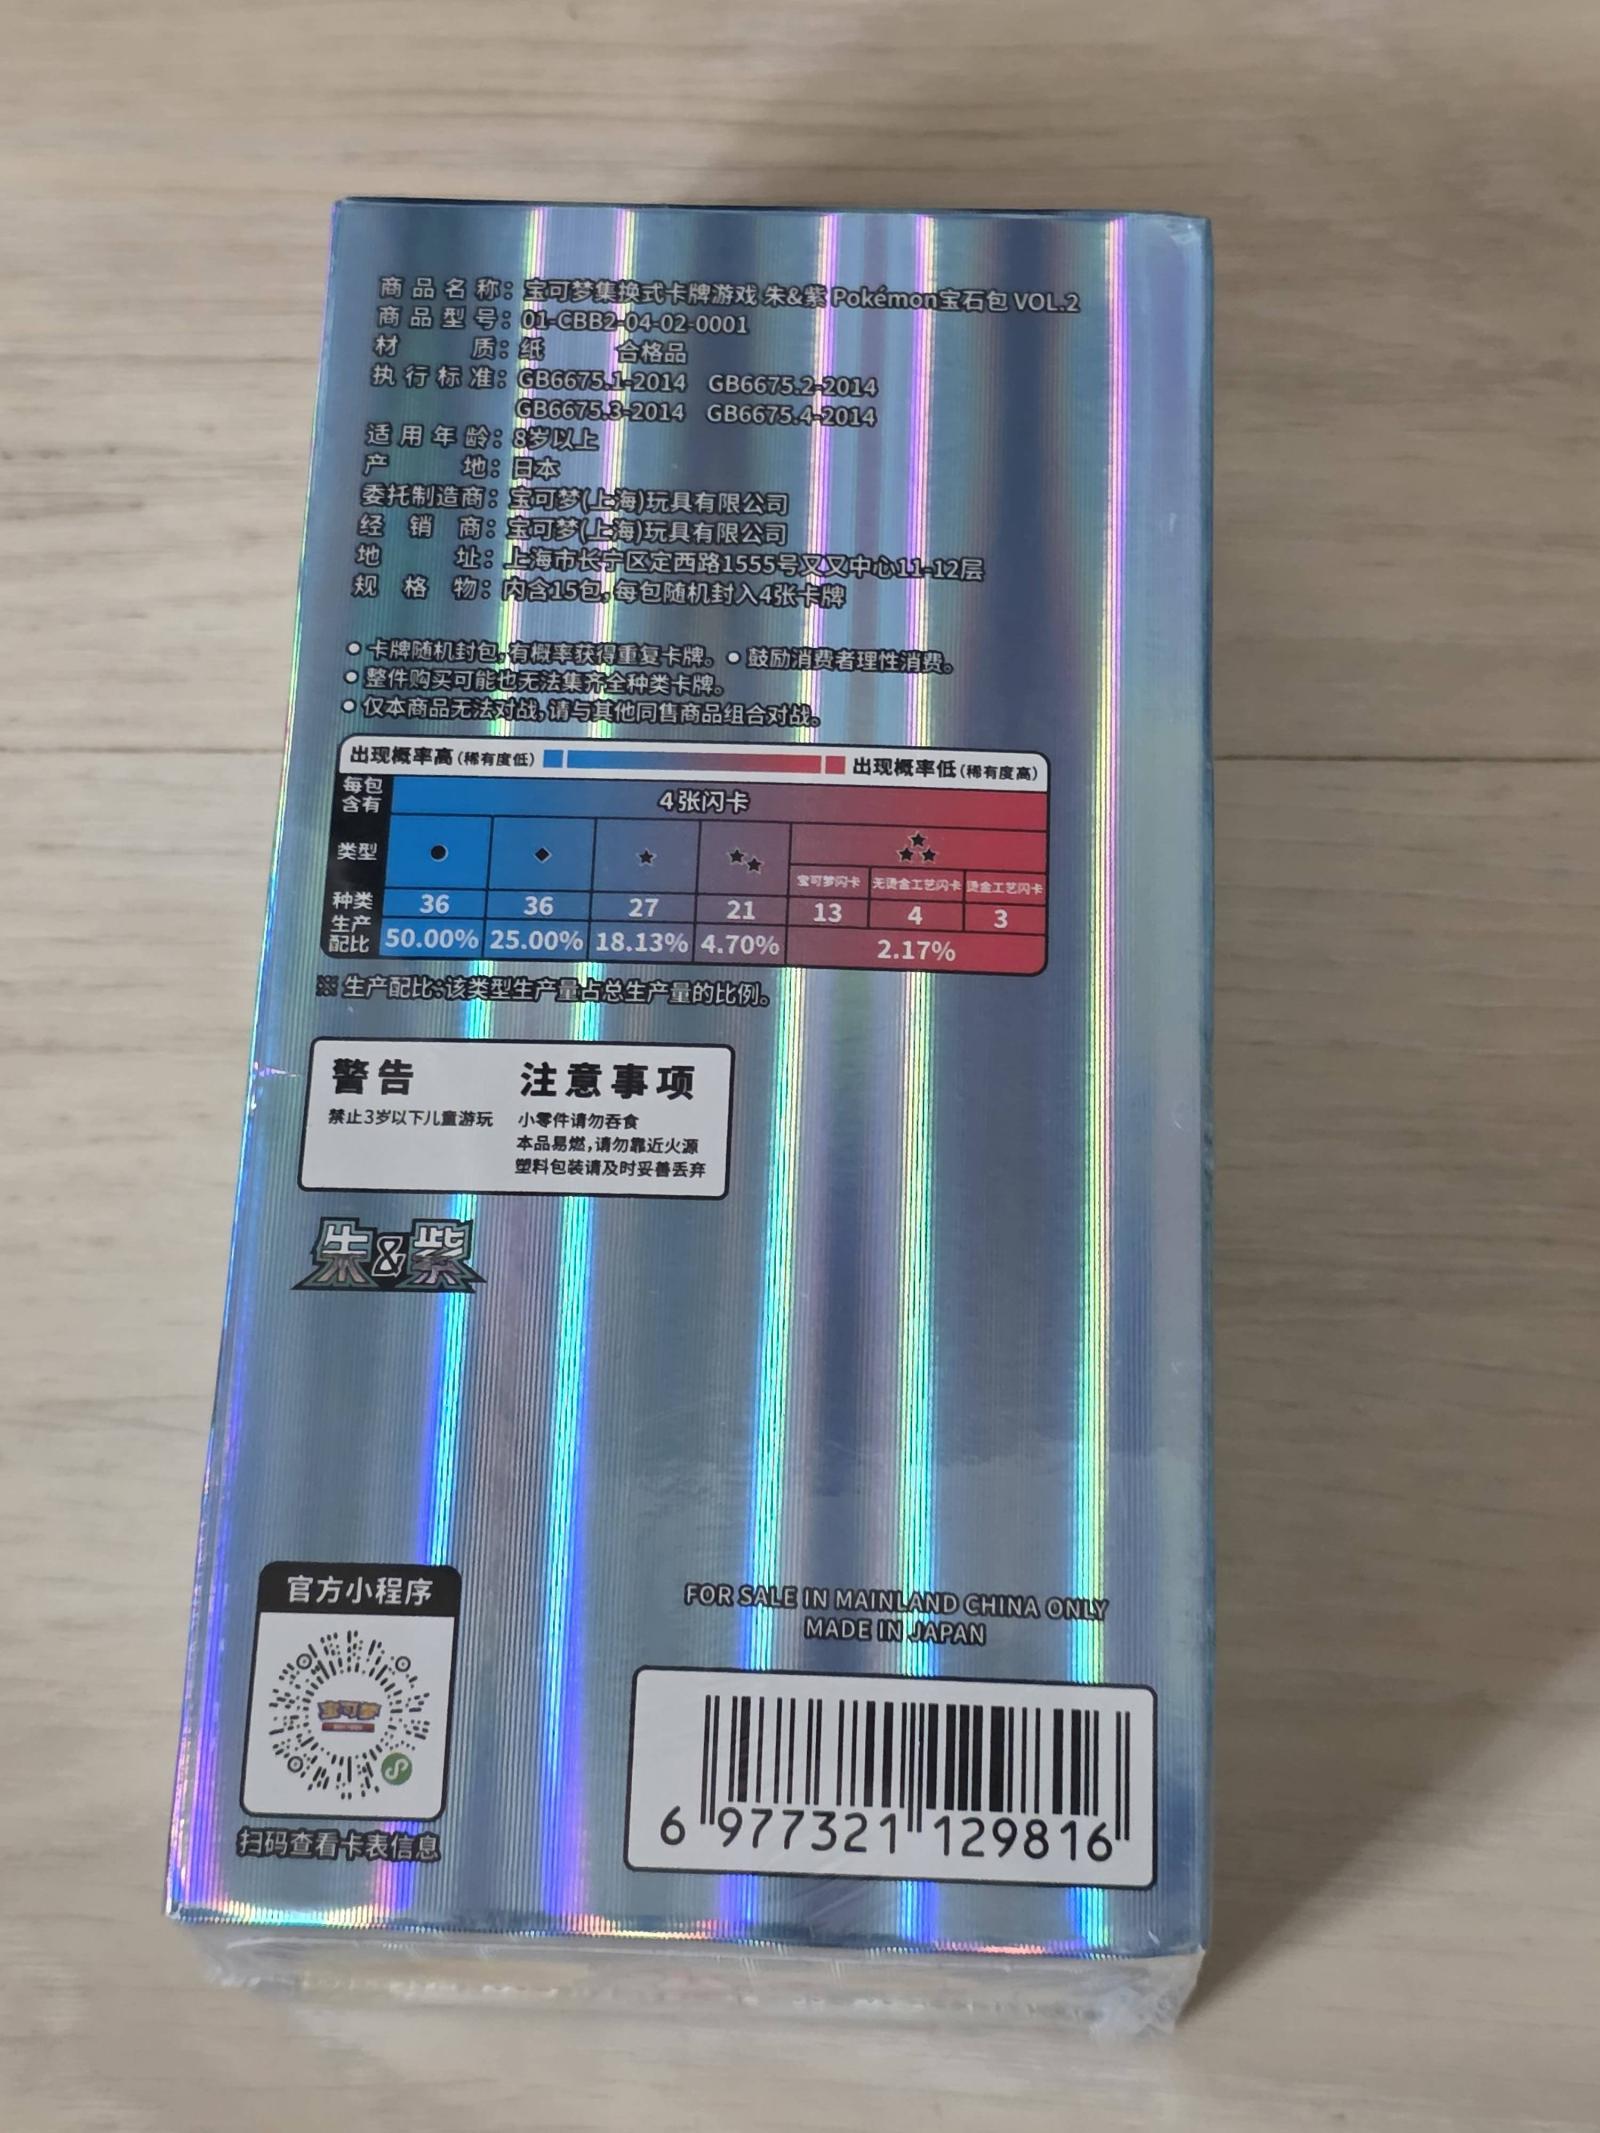 商品名称：宝可梦集换式卡牌游戏 朱&紫 Pokémon宝石包 VOL.2
商品型号：01-CBB2-04-02-0001
材质：纸 合格品
执行标准：GB6675.1-2014 GB6675.2-2014
GB6675.3-2014 GB6675.4-2014
适用年龄：8岁以上
产地：日本
委托制造商：宝可梦(上海)玩具有限公司
经销商：宝可梦(上海)玩具有限公司
地址：上海市长宁区定西路1555号又又中心11-12层
规格物：内含15包，每包随机封入4张卡牌
●卡牌随机封包，有概率获得重复卡牌。●鼓励消费者理性消费。
●整件购买可能也无法集齐全种类卡牌。
●仅本商品无法对战，请与其他同售商品组合对战。
出现概率高(稀有度低) 出现概率低(稀有度高)
每包含有 4张闪卡
类型 ● ◆ ★ ★★ ★★★
宝可梦闪卡 无烫金工艺闪卡 烫金工艺闪卡
种类 36 36 27 21 13 4 3
生产配比 50.00% 25.00% 18.13% 4.70% 2.17%
※生产配比：该类型生产量占总生产量的比例。
警告 注意事项
禁止3岁以下儿童游玩 小零件请勿吞食
本品易燃，请勿靠近火源
塑料包装请及时妥善丢弃
朱&紫
官方小程序
宝可梦
扫码查看卡表信息
FOR SALE IN MAINLAND CHINA ONLY
MADE IN JAPAN
6 977321 129816